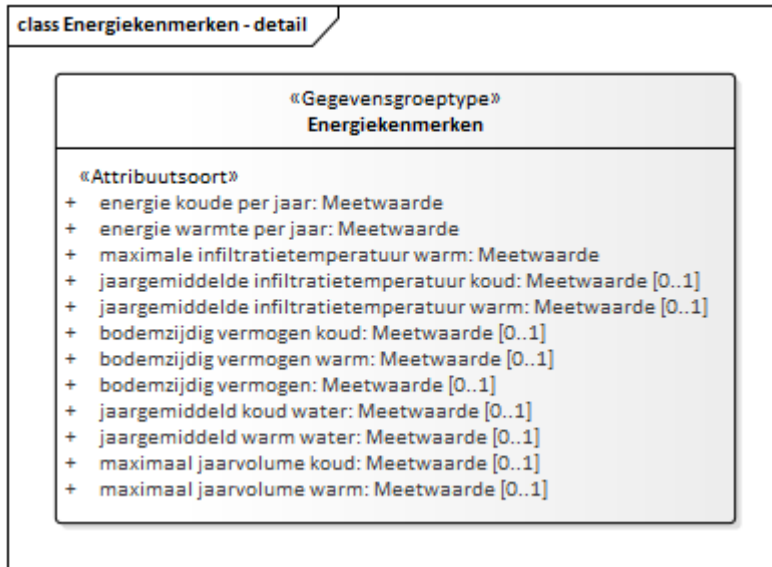 class Energiekenmerken - detail
«Gegevensgroeptype»
Energiekenmerken
«Attribuutsoort»
+ energie koude per jaar: Meetwaarde
+ energie warmte per jaar: Meetwaarde
+ maximale infiltratietemperatuur warm: Meetwaarde
+ jaargemiddelde infiltratietemperatuur koud: Meetwaarde [0..1]
+ jaargemiddelde infiltratietemperatuur warm: Meetwaarde [0..1]
+ bodemzijdig vermogen koud: Meetwaarde [0..1]
+ bodemzijdig vermogen warm: Meetwaarde [0..1]
+ bodemzijdig vermogen: Meetwaarde [0..1]
+ jaargemiddeld koud water: Meetwaarde [0..1]
+ jaargemiddeld warm water: Meetwaarde [0..1]
+ maximaal jaarvolume koud: Meetwaarde [0..1]
+ maximaal jaarvolume warm: Meetwaarde [0..1]